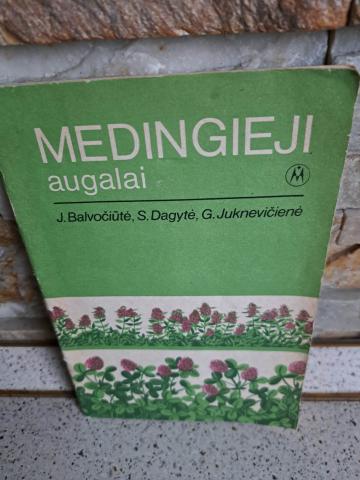 MEDINGIEJI
augalai
J. Balvočiūtė, S. Dagytė, G. Juknevičienė